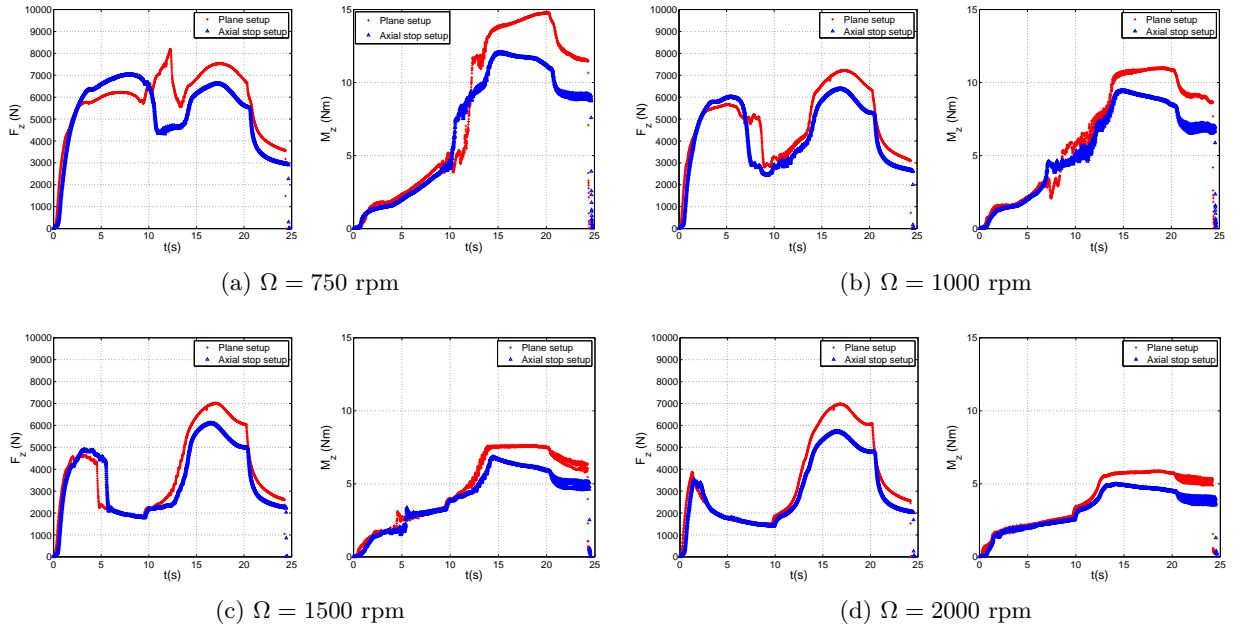 10000
9000
8000
7000
6000
5000
4000
3000
2000
1000
0
F_z (N)
0 5 10 15 20 25
t(s)
Plane setup
Axial stop setup
15
10
5
0
M_z (Nm)
0 5 10 15 20 25
t(s)
Plane setup
Axial stop setup
(a) Ω = 750 rpm
10000
9000
8000
7000
6000
5000
4000
3000
2000
1000
0
F_z (N)
0 5 10 15 20 25
t(s)
Plane setup
Axial stop setup
15
10
5
0
M_z (Nm)
0 5 10 15 20 25
t(s)
Plane setup
Axial stop setup
(b) Ω = 1000 rpm
10000
9000
8000
7000
6000
5000
4000
3000
2000
1000
0
F_z (N)
0 5 10 15 20 25
t(s)
Plane setup
Axial stop setup
15
10
5
0
M_z (Nm)
0 5 10 15 20 25
t(s)
Plane setup
Axial stop setup
(c) Ω = 1500 rpm
10000
9000
8000
7000
6000
5000
4000
3000
2000
1000
0
F_z (N)
0 5 10 15 20 25
t(s)
Plane setup
Axial stop setup
15
10
5
0
M_z (Nm)
0 5 10 15 20 25
t(s)
Plane setup
Axial stop setup
(d) Ω = 2000 rpm